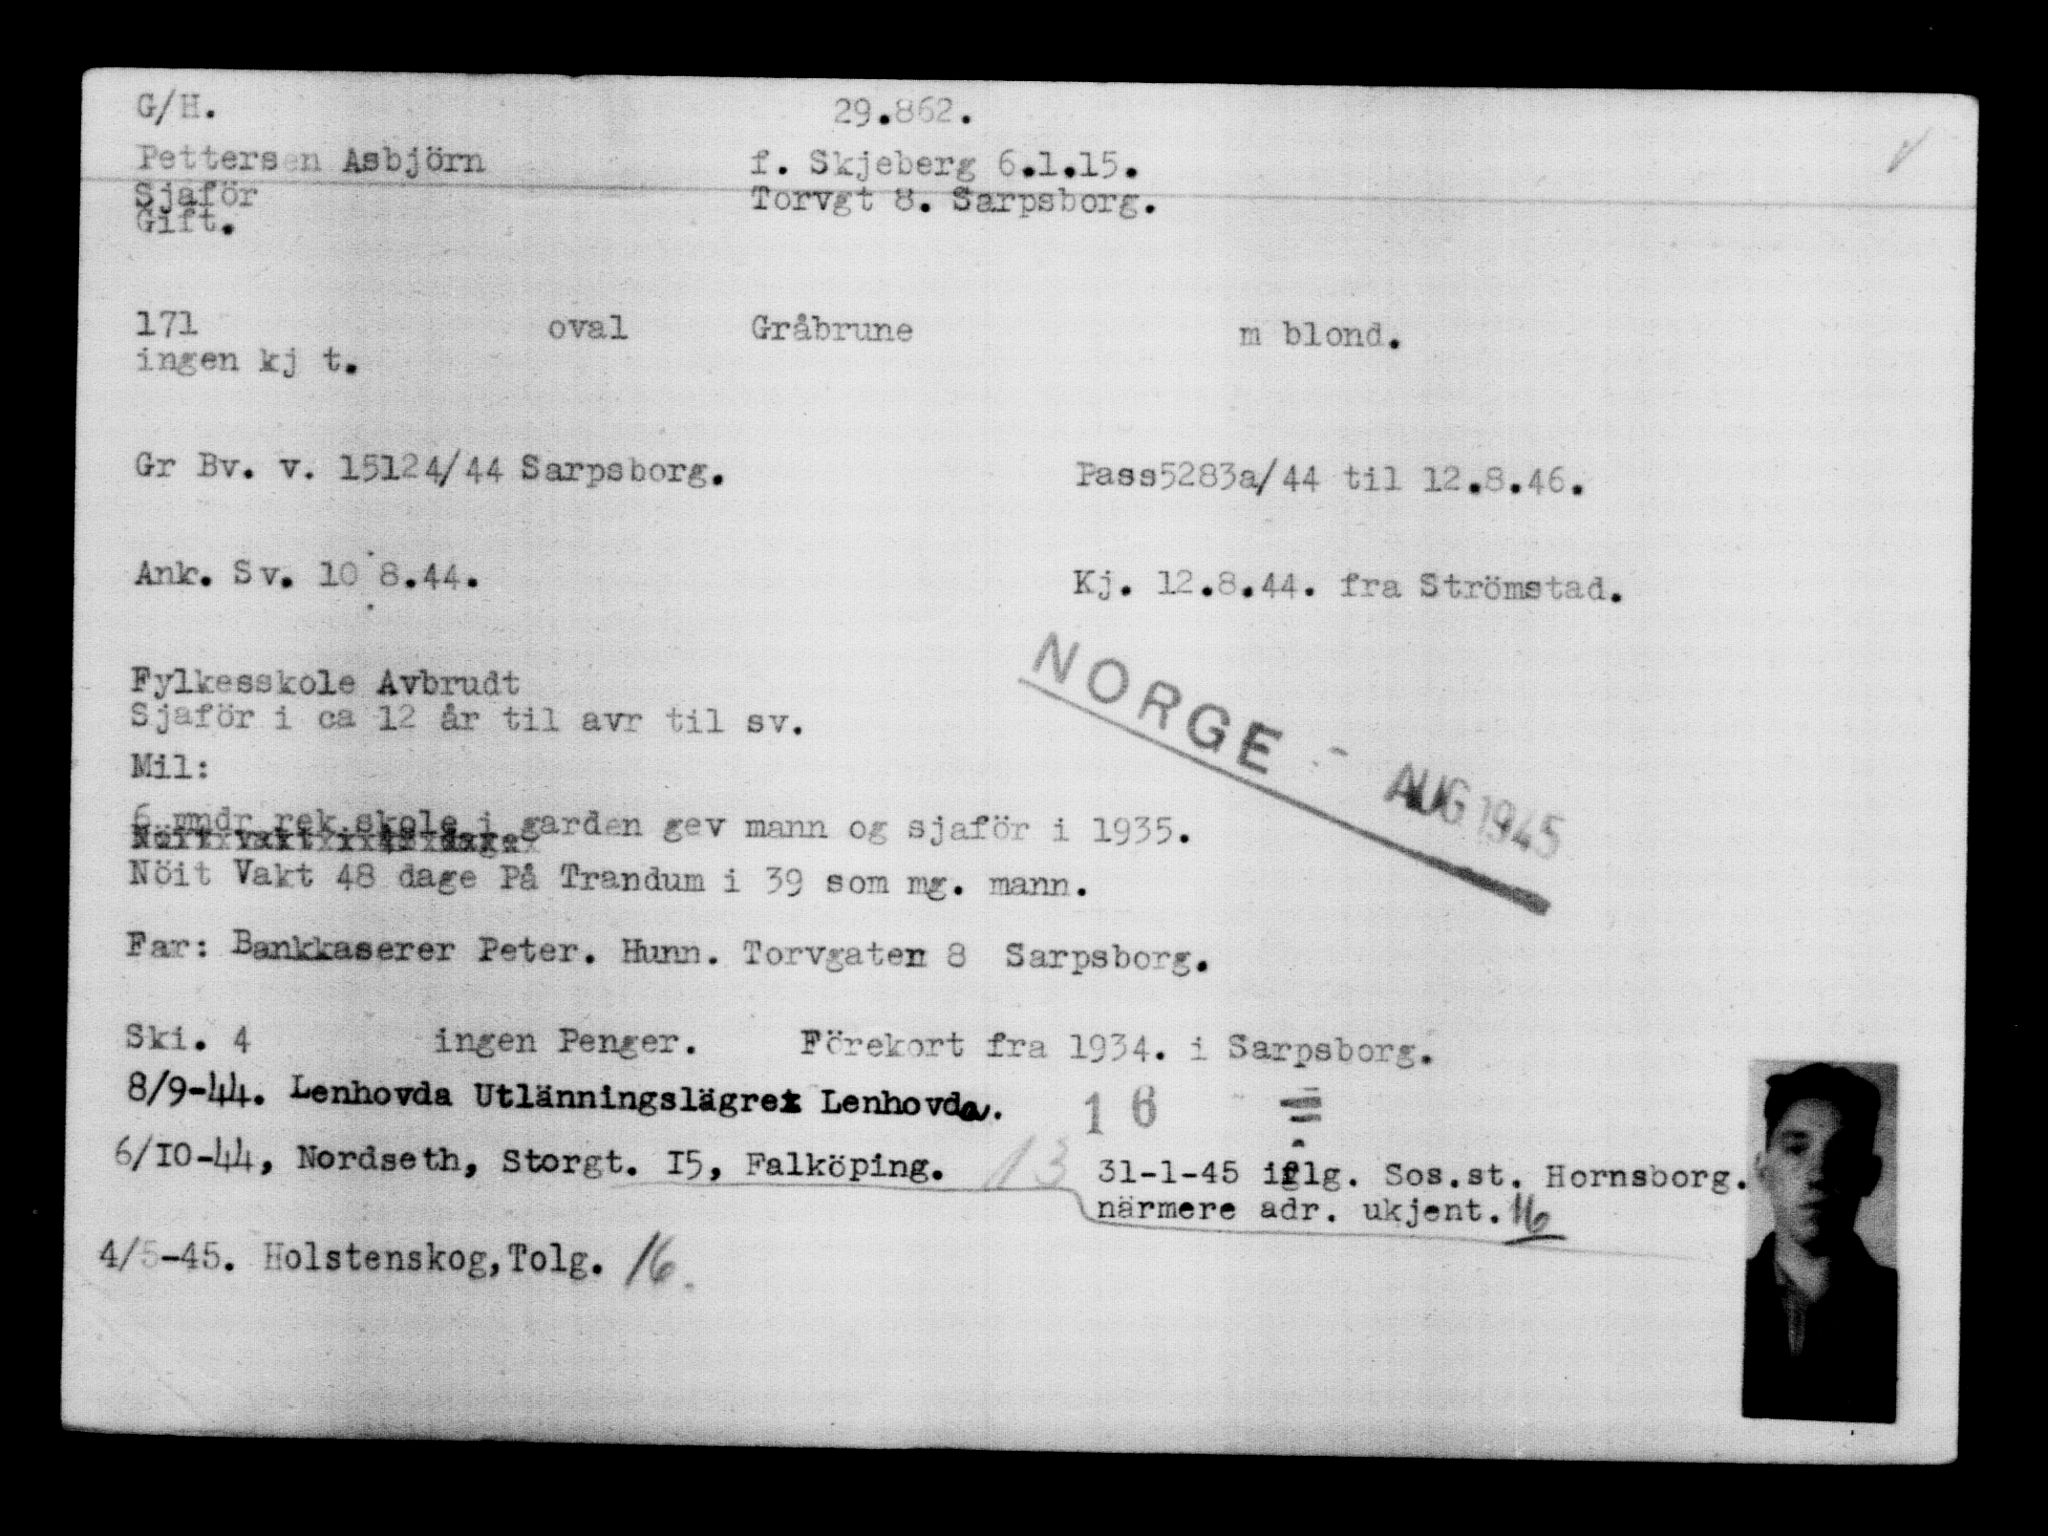 G/H. 29.862.
Pettersen Asbjörn f. Skjeberg 6.1.15.
Sjaför Torvgt 8. Sarpsborg.
Gift.
171 oval Gråbrune m blond.
ingen kj t.
Gr Bv. v. 15124/44 Sarpsborg. Pass5283a/44 til 12.8.46.
Ank. Sv. 10 8.44. Kj. 12.8.44. fra Strömstad.
NORGE - AUG 1945
Fylkesskole Avbrudt
Sjaför i ca 12 år til avr til sv.
Mil:
6 mndr rek skole i garden gev mann og sjaför i 1935.
Nöit Vakt 48 dage På Trandum i 39 som mg. mann.
Far: Bankkaserer Peter. Hunn. Torvgaten 8 Sarpsborg.
Ski. 4 ingen Penger. Förekort fra 1934. i Sarpsborg.
8/9-44. Lenhovda Utlänningslägret Lenhovda. 16
6/10-44, Nordseth, Storgt. 15, Falköping. 13
31-1-45 iflg. Sos.st. Hornsborg.
närmere adr. ukjent. 16
4/5-45. Holstenskog, Tolg. 16.